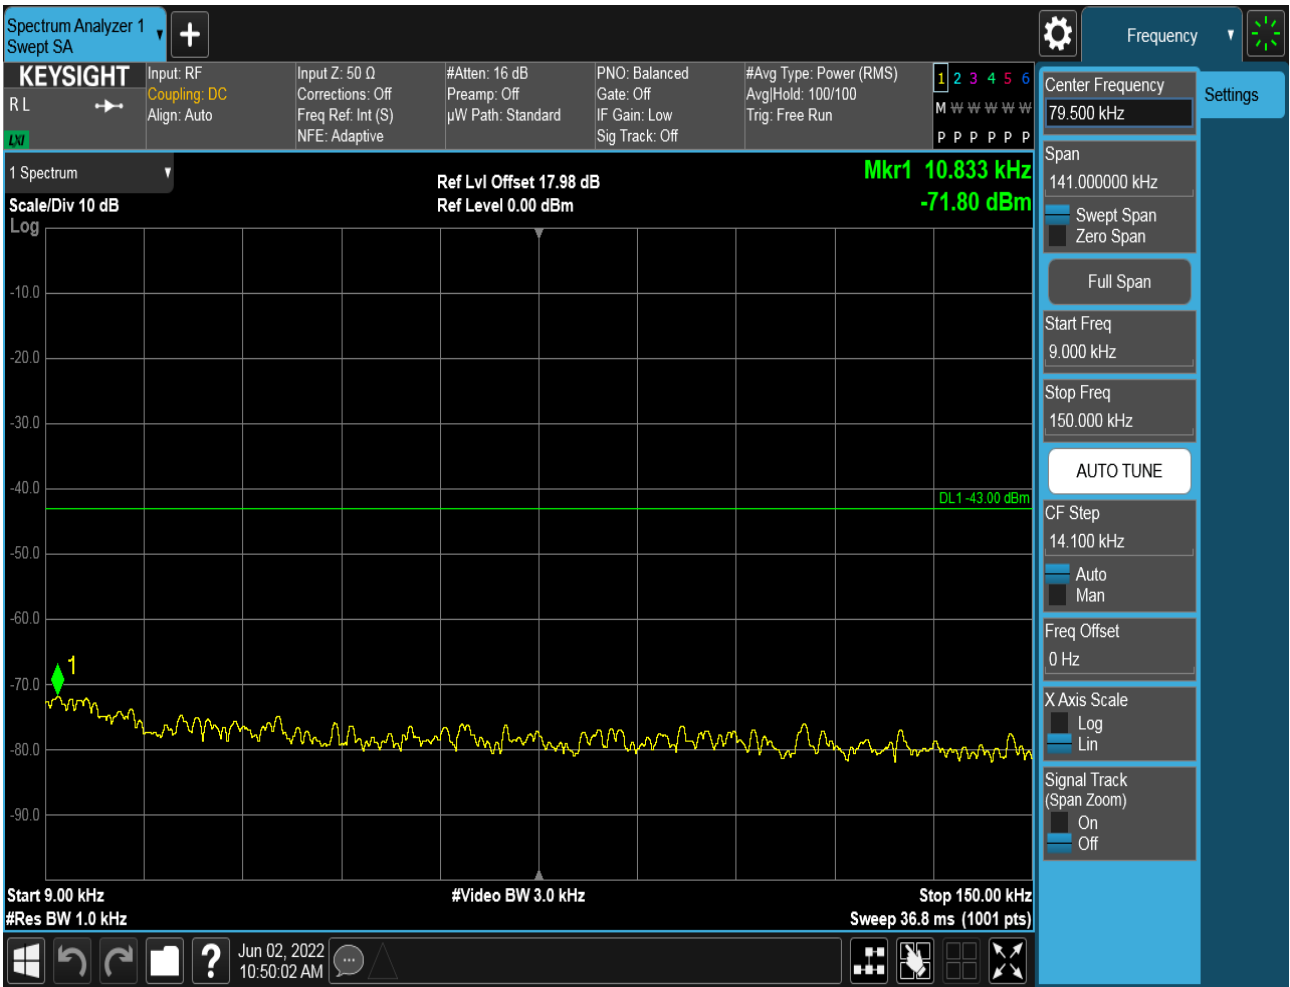 Spectrum Analyzer 1
Swept SA
Frequency
KEYSIGHT
R L
LXI
Input: RF
Coupling: DC
Align: Auto
Input Z: 50 Ω
Corrections: Off
Freq Ref: Int (S)
NFE: Adaptive
#Atten: 16 dB
Preamp: Off
µW Path: Standard
PNO: Balanced
Gate: Off
IF Gain: Low
Sig Track: Off
#Avg Type: Power (RMS)
Avg|Hold: 100/100
Trig: Free Run
1 2 3 4 5 6
M W W W W W
P P P P P P
1 Spectrum
Scale/Div 10 dB
Log
Ref Lvl Offset 17.98 dB
Ref Level 0.00 dBm
Mkr1 10.833 kHz
-71.80 dBm
-10.0
-20.0
-30.0
-40.0
DL1 -43.00 dBm
-50.0
-60.0
1
-70.0
-80.0
-90.0
Start 9.00 kHz
#Video BW 3.0 kHz
Stop 150.00 kHz
#Res BW 1.0 kHz
Sweep 36.8 ms (1001 pts)
Jun 02, 2022
10:50:02 AM
Center Frequency
79.500 kHz
Settings
Span
141.000000 kHz
Swept Span
Zero Span
Full Span
Start Freq
9.000 kHz
Stop Freq
150.000 kHz
AUTO TUNE
CF Step
14.100 kHz
Auto
Man
Freq Offset
0 Hz
X Axis Scale
Log
Lin
Signal Track
(Span Zoom)
On
Off